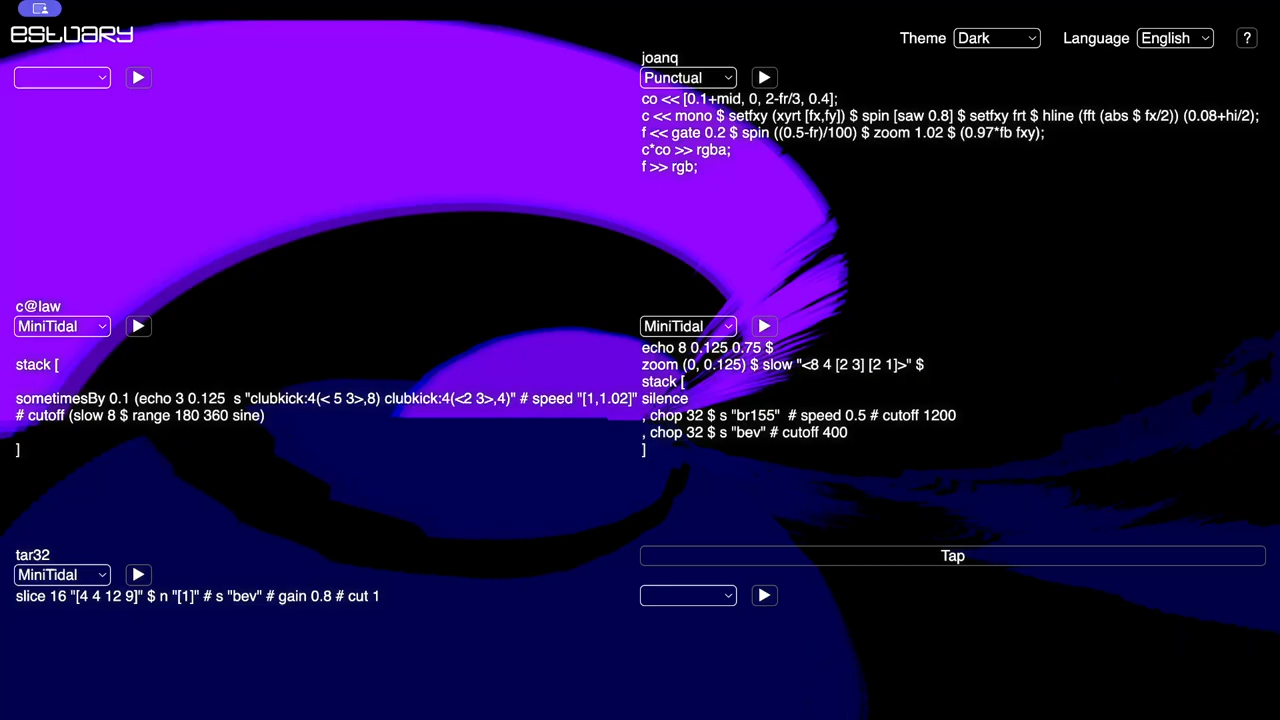 estuary
Theme Dark Language English ?
joanq
Punctual
co << [0.1+mid, 0, 2-fr/3, 0.4];
c << mono $ setfxy (xyrt [fx,fy]) $ spin [saw 0.8] $ setfxy frt $ hline (fft (abs $ fx/2)) (0.08+hi/2);
f << gate 0.2 $ spin ((0.5-fr)/100) $ zoom 1.02 $ (0.97*fb fxy);
c*co >> rgba;
f >> rgb;
c@law
MiniTidal
stack [
sometimesBy 0.1 (echo 3 0.125  s "clubkick:4(< 5 3>,8) clubkick:4(<2 3>,4)" # speed "[1,1.02]"
# cutoff (slow 8 $ range 180 360 sine)
]
MiniTidal
echo 8 0.125 0.75 $
zoom (0, 0.125) $ slow "<8 4 [2 3] [2 1]>" $
stack [
silence
, chop 32 $ s "br155"  # speed 0.5 # cutoff 1200
, chop 32 $ s "bev" # cutoff 400
]
tar32
MiniTidal
slice 16 "[4 4 12 9]" $ n "[1]" # s "bev" # gain 0.8 # cut 1
Tap